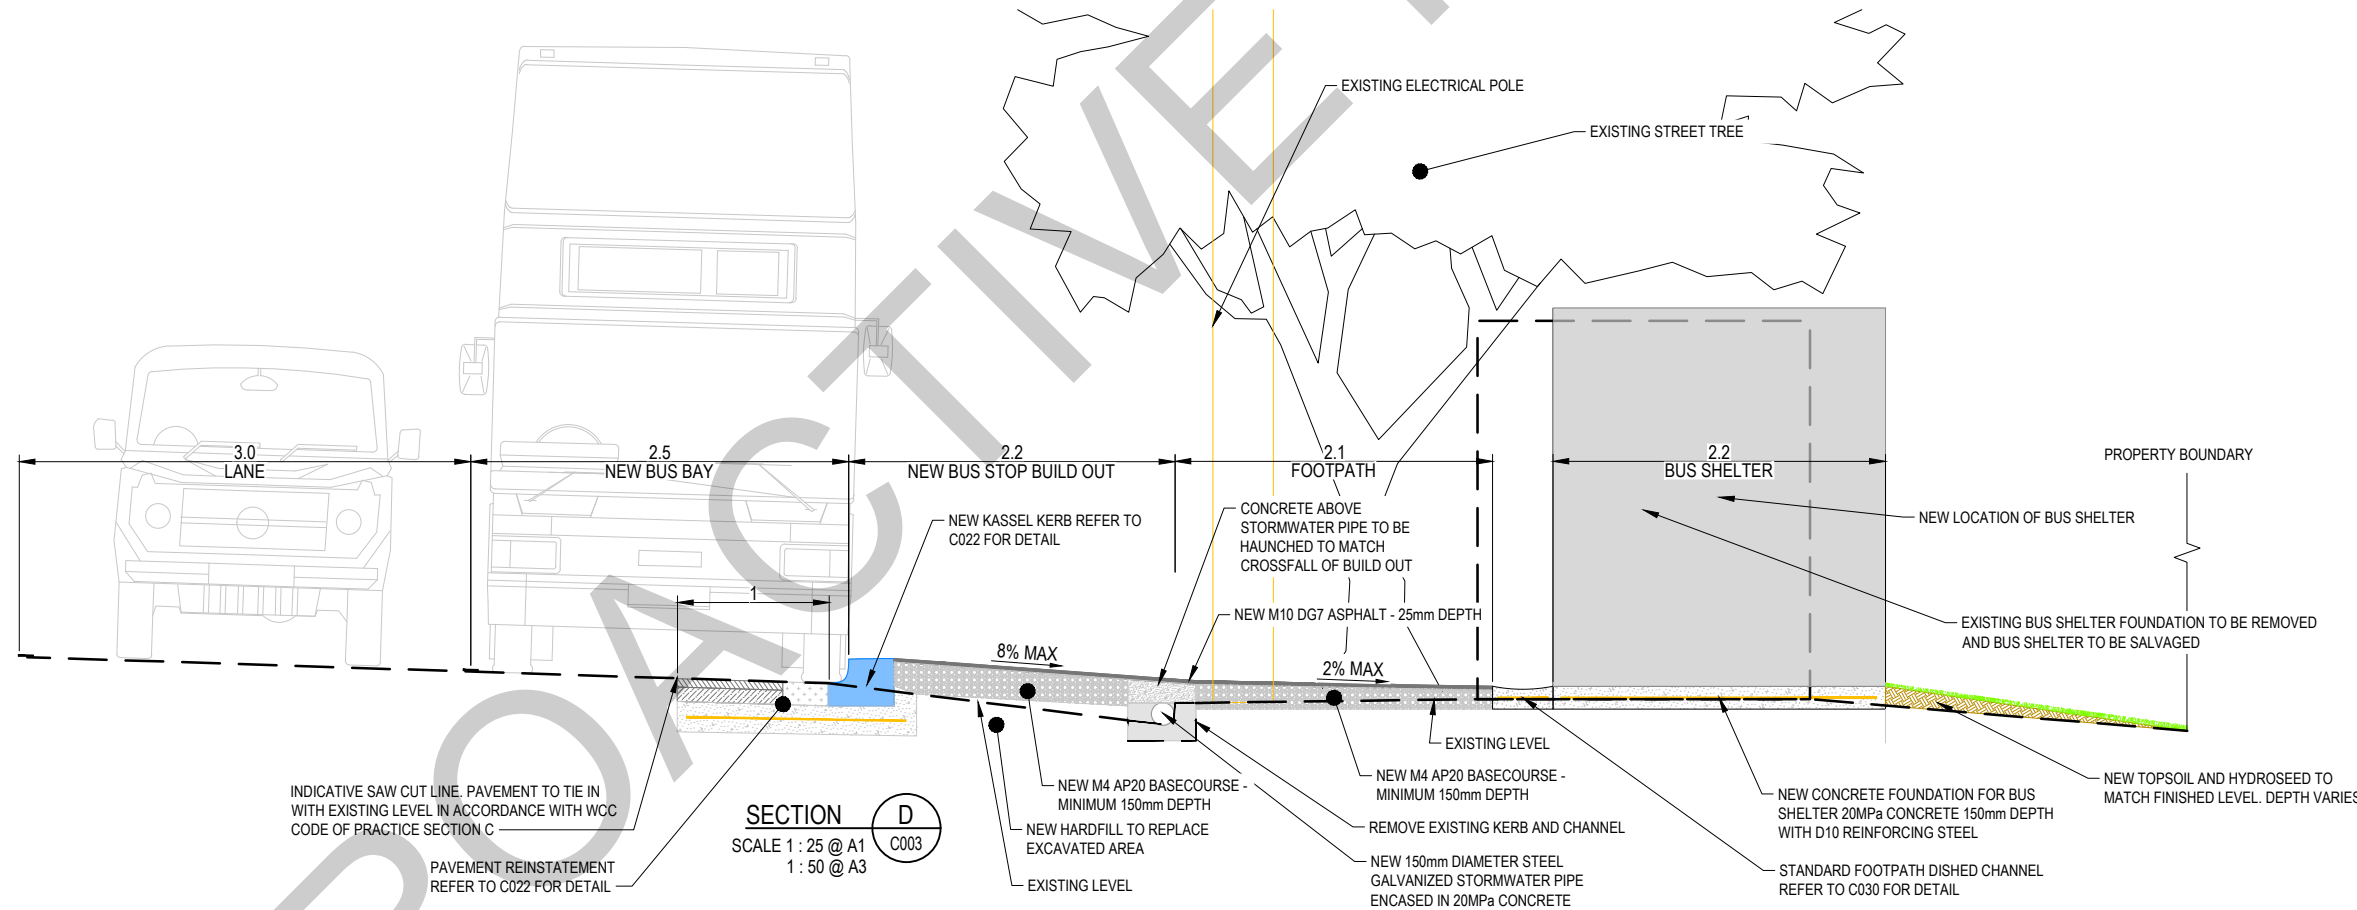 EXISTING ELECTRICAL POLE
EXISTING STREET TREE
3.0
LANE
2.5
NEW BUS BAY
2.2
NEW BUS STOP BUILD OUT
2.1
FOOTPATH
2.2
BUS SHELTER
PROPERTY BOUNDARY
NEW KASSEL KERB REFER TO
C022 FOR DETAIL
CONCRETE ABOVE
STORMWATER PIPE TO BE
HAUNCHED TO MATCH
CROSSFALL OF BUILD OUT
NEW LOCATION OF BUS SHELTER
1
NEW M10 DG7 ASPHALT - 25mm DEPTH
EXISTING BUS SHELTER FOUNDATION TO BE REMOVED
AND BUS SHELTER TO BE SALVAGED
8% MAX
2% MAX
EXISTING LEVEL
INDICATIVE SAW CUT LINE. PAVEMENT TO TIE IN
WITH EXISTING LEVEL IN ACCORDANCE WITH WCC
CODE OF PRACTICE SECTION C
PAVEMENT REINSTATEMENT
REFER TO C022 FOR DETAIL
SECTION
D
C003
SCALE 1 : 25 @ A1
1 : 50 @ A3
NEW M4 AP20 BASECOURSE -
MINIMUM 150mm DEPTH
NEW HARDFILL TO REPLACE
EXCAVATED AREA
EXISTING LEVEL
NEW M4 AP20 BASECOURSE -
MINIMUM 150mm DEPTH
REMOVE EXISTING KERB AND CHANNEL
NEW 150mm DIAMETER STEEL
GALVANIZED STORMWATER PIPE
ENCASED IN 20MPa CONCRETE
NEW CONCRETE FOUNDATION FOR BUS
SHELTER 20MPa CONCRETE 150mm DEPTH
WITH D10 REINFORCING STEEL
STANDARD FOOTPATH DISHED CHANNEL
REFER TO C030 FOR DETAIL
NEW TOPSOIL AND HYDROSEED TO
MATCH FINISHED LEVEL. DEPTH VARIES
OACTIVE